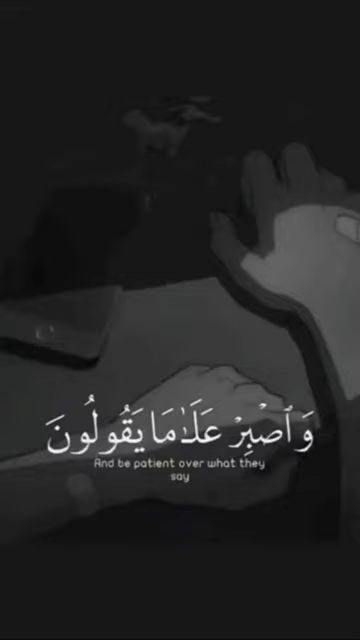 وَٱصْبِرْ عَلَىٰ مَا يَقُولُونَ
And be patient over what they
say